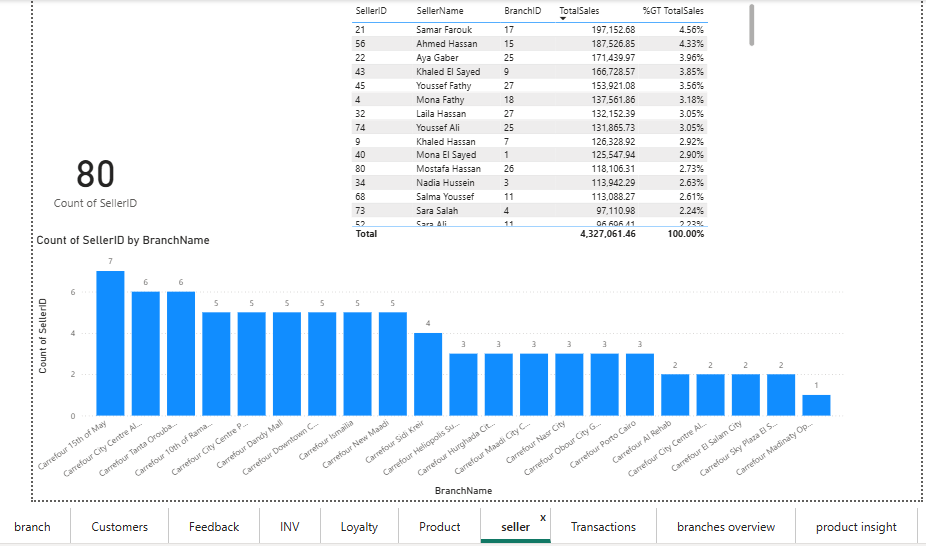 SellerID SellerName BranchID TotalSales %GT TotalSales
21 Samar Farouk 17 197,152.68 4.56%
56 Ahmed Hassan 15 187,526.85 4.33%
22 Aya Gaber 25 171,439.97 3.96%
43 Khaled El Sayed 9 166,728.57 3.85%
45 Youssef Fathy 27 153,921.08 3.56%
4 Mona Fathy 18 137,561.86 3.18%
32 Laila Hassan 27 132,152.39 3.05%
74 Youssef Ali 25 131,865.73 3.05%
9 Khaled Hassan 7 126,328.92 2.92%
40 Mona El Sayed 1 125,547.94 2.90%
80 Mostafa Hassan 26 118,106.31 2.73%
34 Nadia Hussein 3 113,942.29 2.63%
68 Salma Youssef 11 113,088.27 2.61%
73 Sara Salah 4 97,110.98 2.24%
52 Sara Ali 11 96,696.41 2.23%
Total 4,327,061.46 100.00%
80
Count of SellerID
Count of SellerID by BranchName
Count of SellerID
6
4
2
0
7 6 6 5 5 5 5 5 5 4 3 3 3 3 3 3 2 2 2 2 1
Carrefour 15th of May
Carrefour City Centre Al...
Carrefour Tanta Orouba...
Carrefour 10th of Rama...
Carrefour City Centre P...
Carrefour Dandy Mall
Carrefour Downtown C...
Carrefour Ismailia
Carrefour New Maadi
Carrefour Sidi Kreir
Carrefour Heliopolis Su...
Carrefour Hurghada Cit...
Carrefour Maadi City C...
Carrefour Nasr City
Carrefour Obour City G...
Carrefour Porto Cairo
Carrefour Al Rehab
Carrefour City Centre Al...
Carrefour El Salam City
Carrefour Sky Plaza El S...
Carrefour Madinaty Op...
BranchName
branch Customers Feedback INV Loyalty Product seller x Transactions branches overview product insight